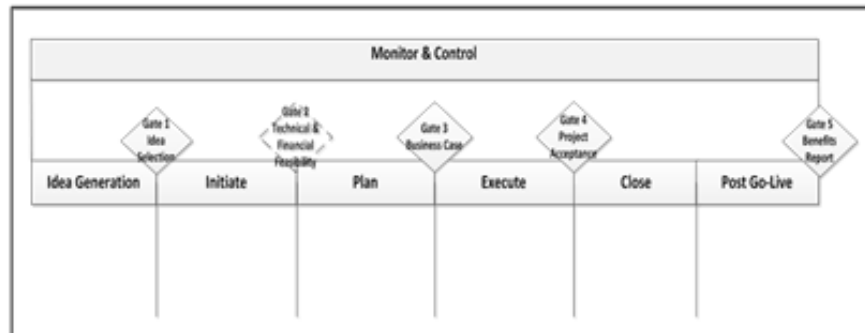 Monitor & Control
Gate 1
Idea
Selection
Gate 2
Technical &
Financial
Feasibility
Gate 3
Business Case
Gate 4
Project
Acceptance
Gate 5
Benefits
Report
Idea Generation
Initiate
Plan
Execute
Close
Post Go-Live